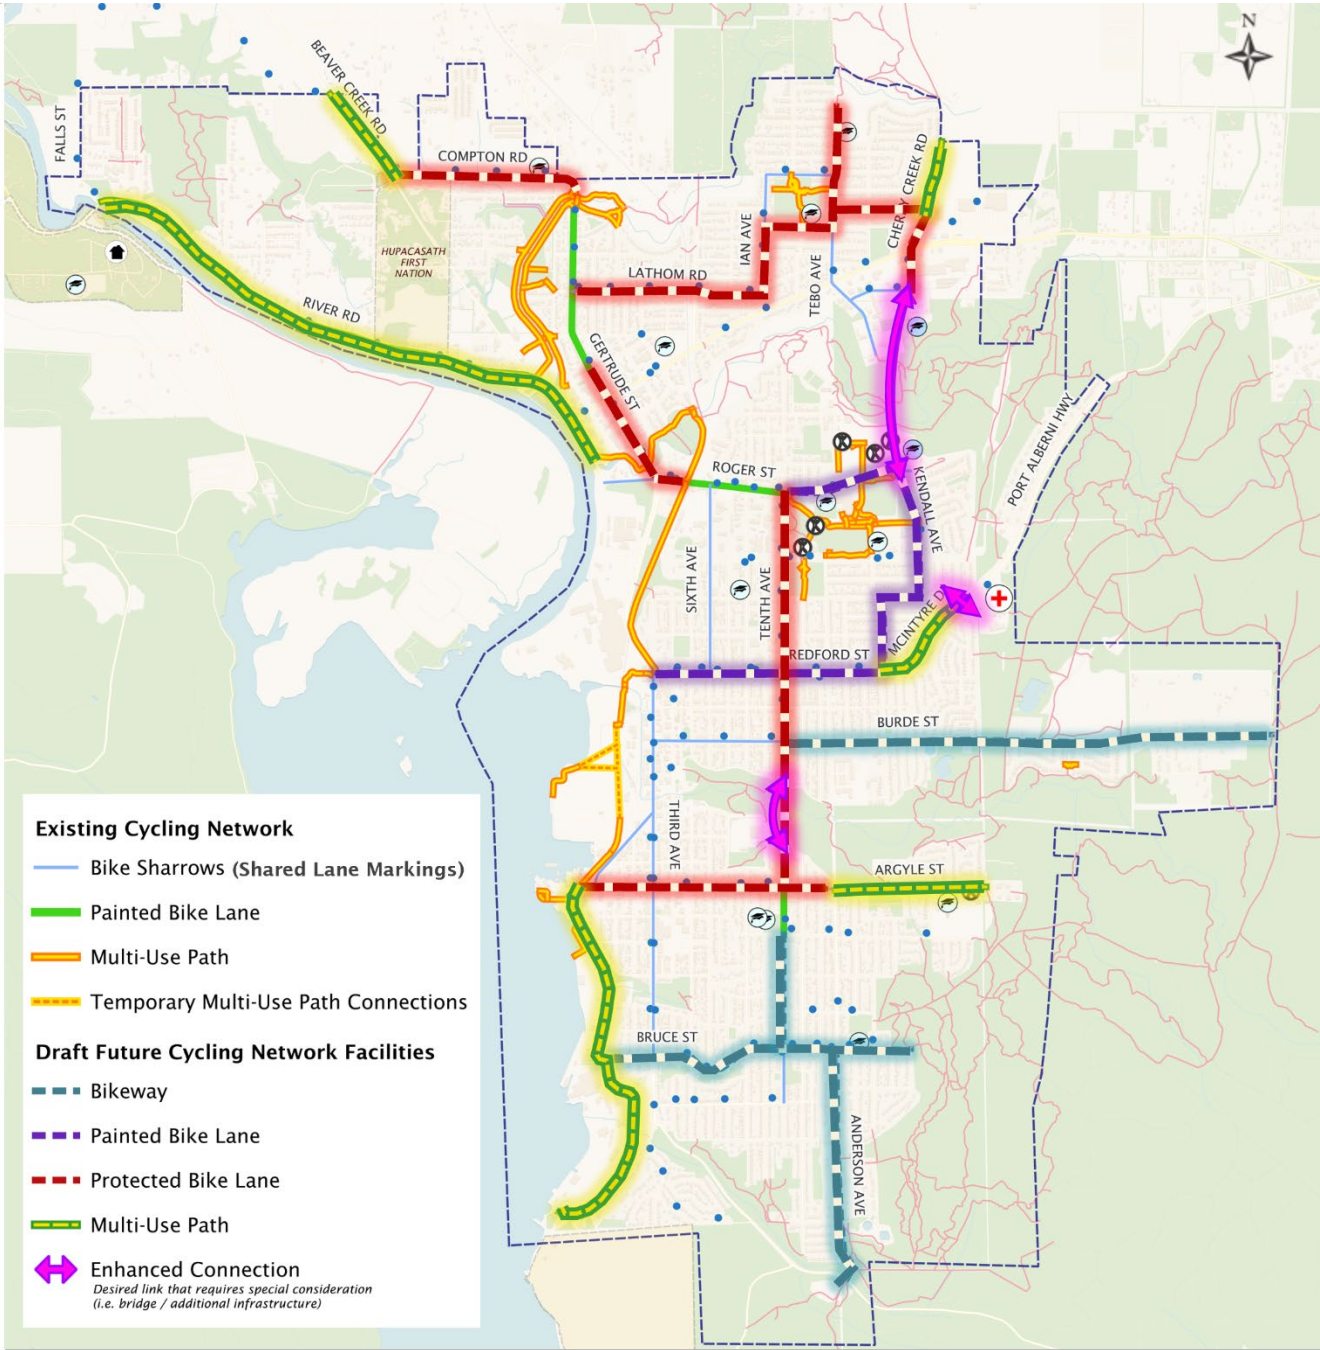 N
BEAVER CREEK RD
FALLS ST
COMPTON RD
CHERRY CREEK RD
HUPACASATH
FIRST
NATION
IAN AVE
LATHOM RD
TEBO AVE
RIVER RD
GERTRUDE ST
PORT ALBERNI HWY
ROGER ST
KENDALL AVE
SIXTH AVE
TENTH AVE
MCINTYRE D
REDFORD ST
BURDE ST
THIRD AVE
ARGYLE ST
BRUCE ST
ANDERSON AVE
Existing Cycling Network
Bike Sharrows (Shared Lane Markings)
Painted Bike Lane
Multi-Use Path
Temporary Multi-Use Path Connections
Draft Future Cycling Network Facilities
Bikeway
Painted Bike Lane
Protected Bike Lane
Multi-Use Path
Enhanced Connection
Desired link that requires special consideration
(i.e. bridge / additional infrastructure)